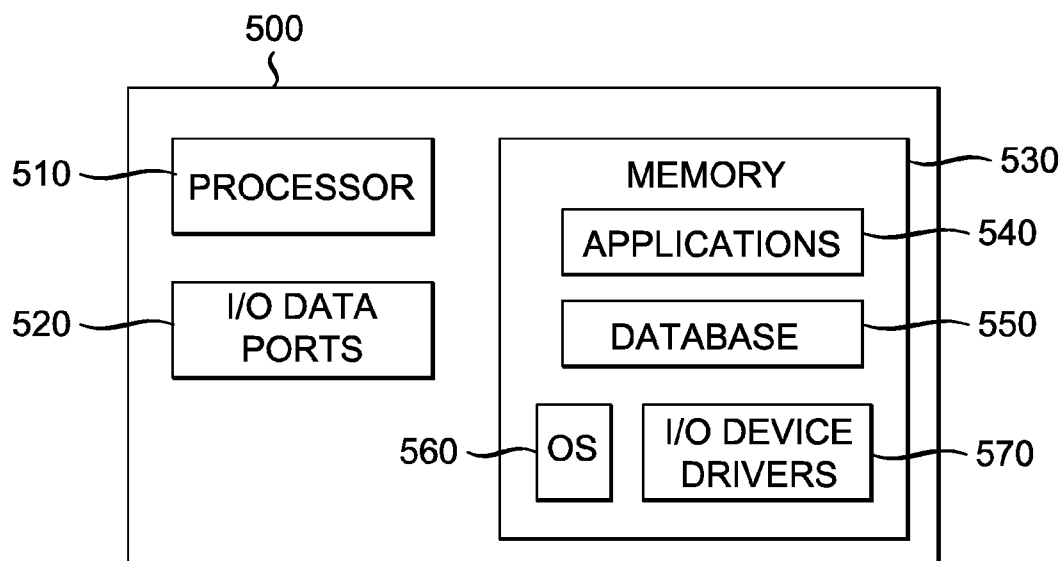 500
510
PROCESSOR
520
I/O DATA
PORTS
MEMORY
530
APPLICATIONS
540
DATABASE
550
560
OS
I/O DEVICE
DRIVERS
570